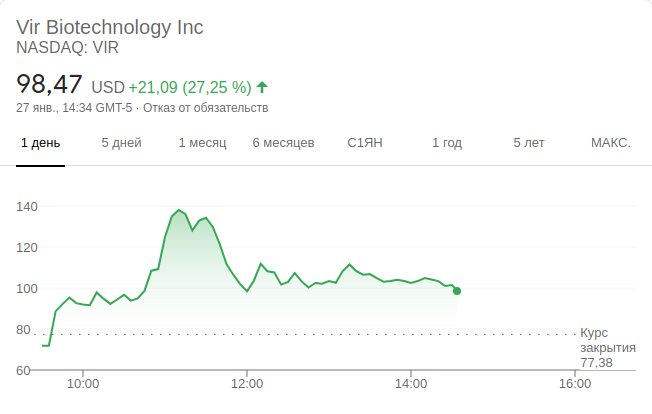 Vir Biotechnology Inc
NASDAQ: VIR
98,47 USD +21,09 (27,25 %)
27 янв., 14:34 GMT-5 · Отказ от обязательств
1 день 5 дней 1 месяц 6 месяцев С1ЯН 1 год 5 лет МАКС.
140
120
100
80
60
Курс
закрытия
77,38
10:00 12:00 14:00 16:00